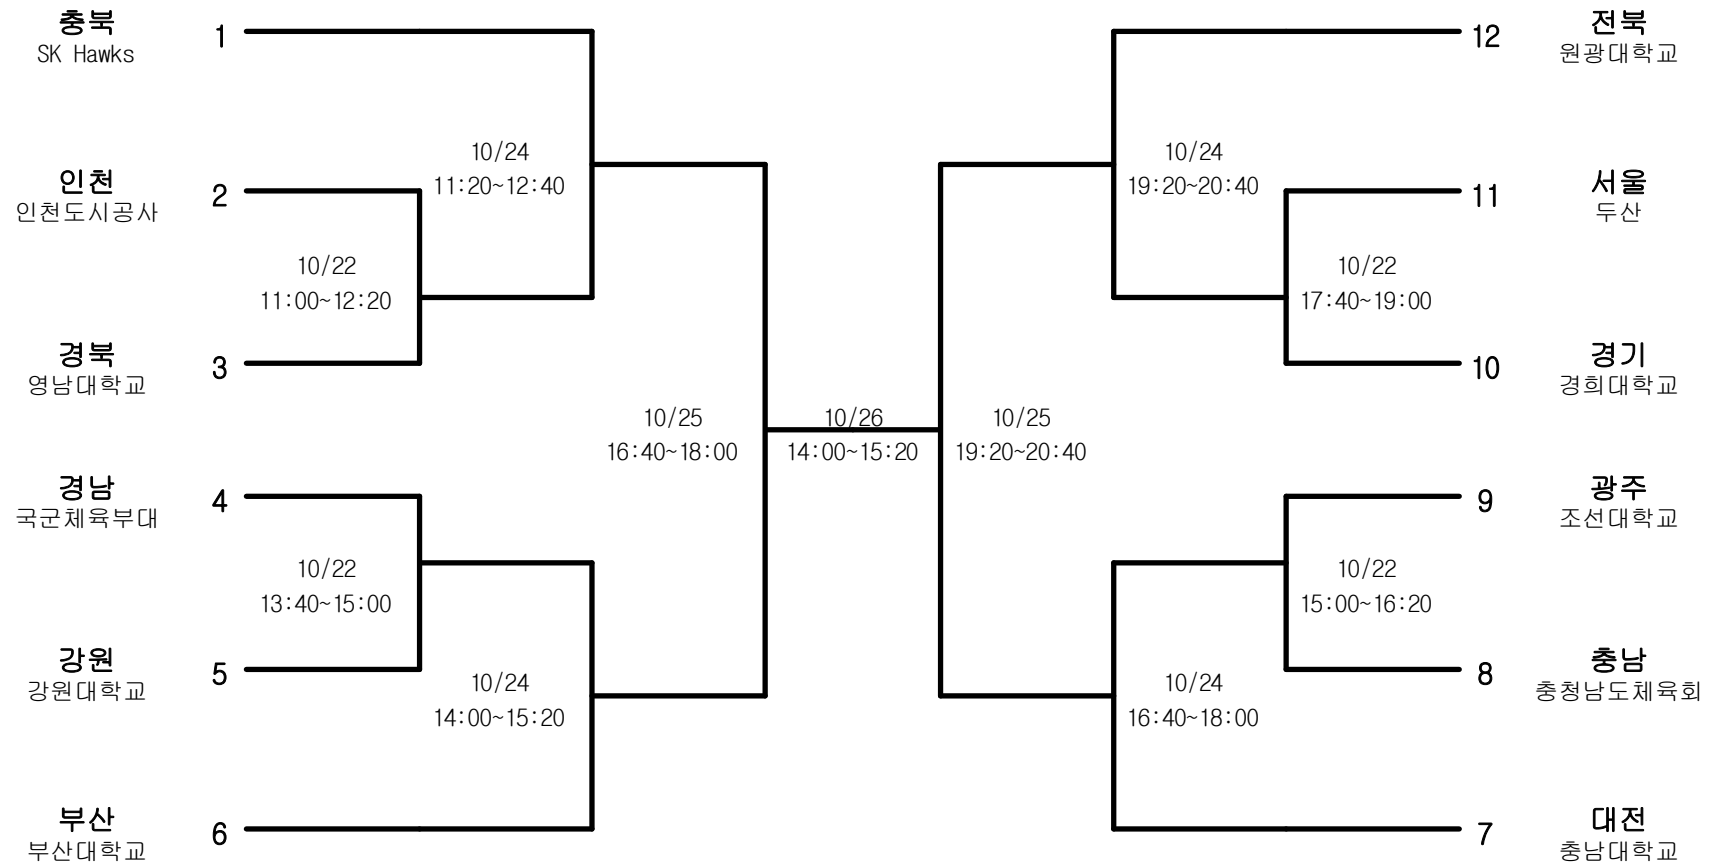 충북
SK Hawks
1
12
전북
원광대학교
10/24
11:20~12:40
10/24
19:20~20:40
인천
인천도시공사
2
11
서울
두산
10/22
11:00~12:20
10/22
17:40~19:00
경북
영남대학교
3
10
경기
경희대학교
10/25
16:40~18:00
10/26
14:00~15:20
10/25
19:20~20:40
경남
국군체육부대
4
9
광주
조선대학교
10/22
13:40~15:00
10/22
15:00~16:20
강원
강원대학교
5
8
충남
충청남도체육회
10/24
14:00~15:20
10/24
16:40~18:00
부산
부산대학교
6
7
대전
충남대학교